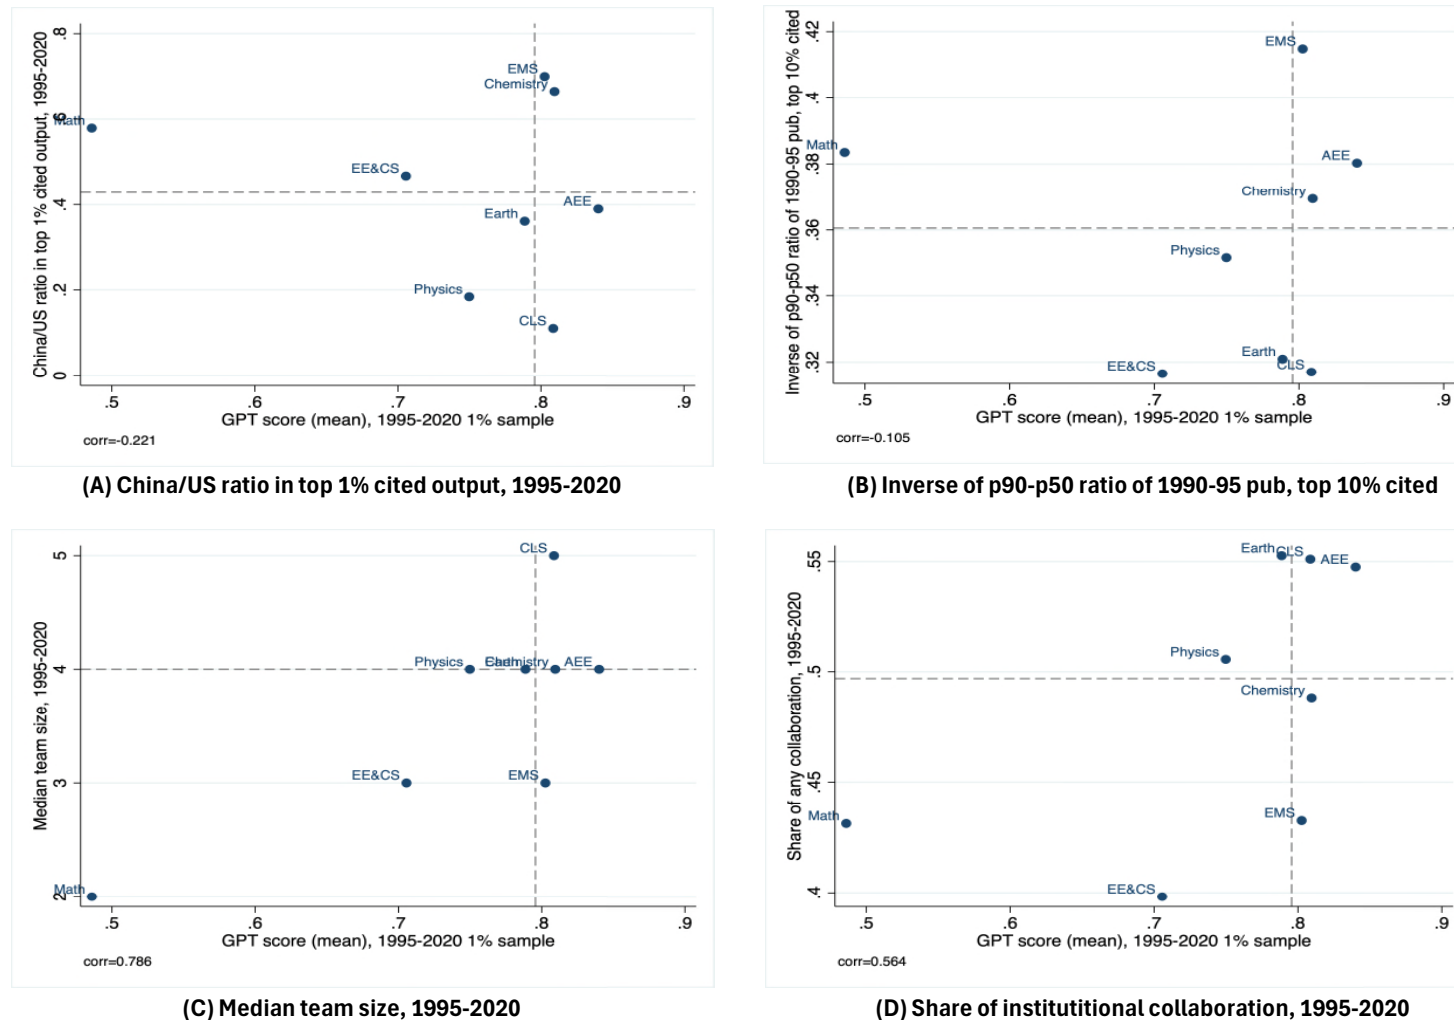 China/US ratio in top 1% cited output, 1995-2020
.8
.6
.4
.2
0
EMS
Chemistry
Math
EE&CS
AEE
Earth
Physics
CLS
.5 .6 .7 .8 .9
GPT score (mean), 1995-2020 1% sample
corr=-0.221
(A) China/US ratio in top 1% cited output, 1995-2020
Inverse of p90-p50 ratio of 1990-95 pub, top 10% cited
.42
.4
.38
.36
.34
.32
EMS
Math
AEE
Chemistry
Physics
Earth
CLS
EE&CS
.5 .6 .7 .8 .9
GPT score (mean), 1995-2020 1% sample
corr=-0.105
(B) Inverse of p90-p50 ratio of 1990-95 pub, top 10% cited
Median team size, 1995-2020
5
4
3
2
CLS
Physics Earth Chemistry AEE
EE&CS EMS
Math
.5 .6 .7 .8 .9
GPT score (mean), 1995-2020 1% sample
corr=0.786
(C) Median team size, 1995-2020
Share of any collaboration, 1995-2020
.55
.5
.45
.4
Earth CLS AEE
Physics
Chemistry
Math
EMS
EE&CS
.5 .6 .7 .8 .9
GPT score (mean), 1995-2020 1% sample
corr=0.564
(D) Share of institutitional collaboration, 1995-2020